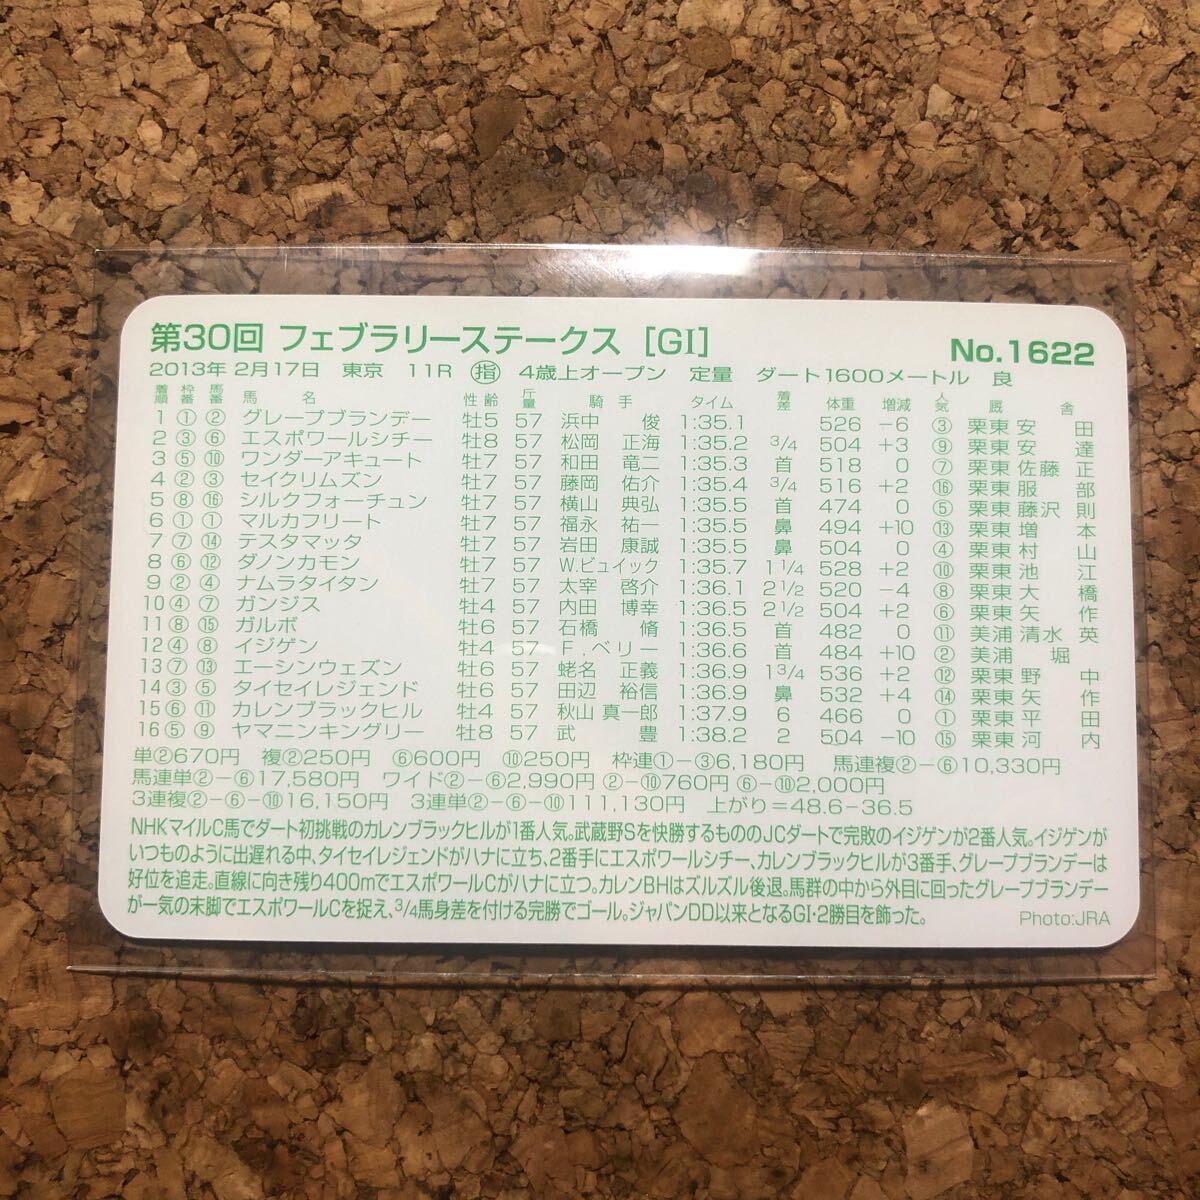 第30回 フェブラリーステークス [GI] No.1622
2013年 2月17日 東京 11R ㊕指 4歳上オープン 定量 ダート1600メートル 良
着順 枠番 馬番 馬名 性齢 斤量 騎手 タイム 着差 体重 増減 人気 厩舎
1 ① ② グレープブランデー 牡5 57 浜中 俊 1:35.1 526 -6 ③ 栗東 安田
2 ③ ⑥ エスポワールシチー 牡8 57 松岡 正海 1:35.2 3/4 504 +3 ⑨ 栗東 安達
3 ⑤ ⑩ ワンダーアキュート 牡7 57 和田 竜二 1:35.3 首 518 0 ⑦ 栗東 佐藤正
4 ② ③ セイクリムズン 牡7 57 藤岡 佑介 1:35.4 3/4 516 +2 ⑯ 栗東 服部
5 ⑧ ⑯ シルクフォーチュン 牡7 57 横山 典弘 1:35.5 首 474 0 ⑤ 栗東 藤沢則
6 ① ① マルカフリート 牡7 57 福永 祐一 1:35.5 鼻 494 +10 ⑬ 栗東 増本
7 ⑦ ⑭ テスタマッタ 牡7 57 岩田 康誠 1:35.5 鼻 504 0 ④ 栗東 村山
8 ⑥ ⑫ ダノンカモン 牡7 57 W.ビュイック 1:35.7 1 1/4 528 +2 ⑩ 栗東 池江
9 ② ④ ナムラタイタン 牡7 57 太宰 啓介 1:36.1 2 1/2 520 -4 ⑧ 栗東 大橋
10 ④ ⑦ ガンジス 牡4 57 内田 博幸 1:36.5 2 1/2 504 +2 ⑥ 栗東 矢作
11 ⑧ ⑮ ガルボ 牡6 57 石橋 脩 1:36.5 首 482 0 ⑪ 美浦 清水英
12 ④ ⑧ イジゲン 牡4 57 F.ベリー 1:36.6 首 484 +10 ② 美浦 堀
13 ⑦ ⑬ エーシンウェズン 牡6 57 蛯名 正義 1:36.9 1 3/4 536 +2 ⑫ 栗東 野中
14 ③ ⑤ タイセイレジェンド 牡6 57 田辺 裕信 1:36.9 鼻 532 +4 ⑭ 栗東 矢作
15 ⑥ ⑪ カレンブラックヒル 牡4 57 秋山 真一郎 1:37.9 6 466 0 ① 栗東 平田
16 ⑤ ⑨ ヤマニンキングリー 牡8 57 武 豊 1:38.2 2 504 -10 ⑮ 栗東 河内
単②670円 複②250円 ⑥600円 ⑩250円 枠連①-③6,180円 馬連複②-⑥10,330円
馬連単②-⑥17,580円 ワイド②-⑥2,990円 ②-⑩760円 ⑥-⑩2,000円
3連複②-⑥-⑩16,150円 3連単②-⑥-⑩111,130円 上がり=48.6-36.5
NHKマイルC馬でダート初挑戦のカレンブラックヒルが1番人気。武蔵野Sを快勝するもののJCダートで完敗のイジゲンが2番人気。イジゲンが
いつものように出遅れる中、タイセイレジェンドがハナに立ち、2番手にエスポワールシチー、カレンブラックヒルが3番手、グレープブランデーは
好位を追走。直線に向き残り400mでエスポワールCがハナに立つ。カレンBHはズルズル後退。馬群の中から外目に回ったグレープブランデー
が一気の末脚でエスポワールCを捉え、3/4馬身差を付ける完勝でゴール。ジャパンDD以来となるGI・2勝目を飾った。
Photo:JRA